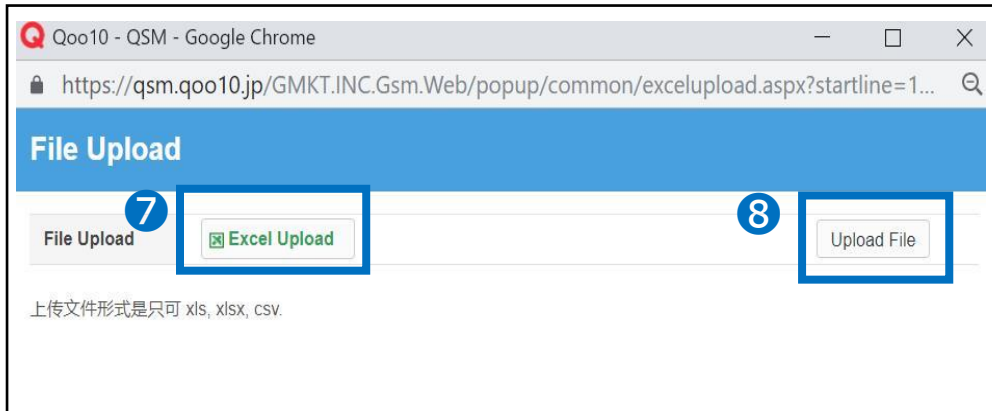 Qoo10 - QSM - Google Chrome
https://qsm.qoo10.jp/GMKT.INC.Gsm.Web/popup/common/excelupload.aspx?startline=1...
File Upload
7
8
File Upload
Excel Upload
Upload File
上传文件形式是只可 xls, xlsx, csv.